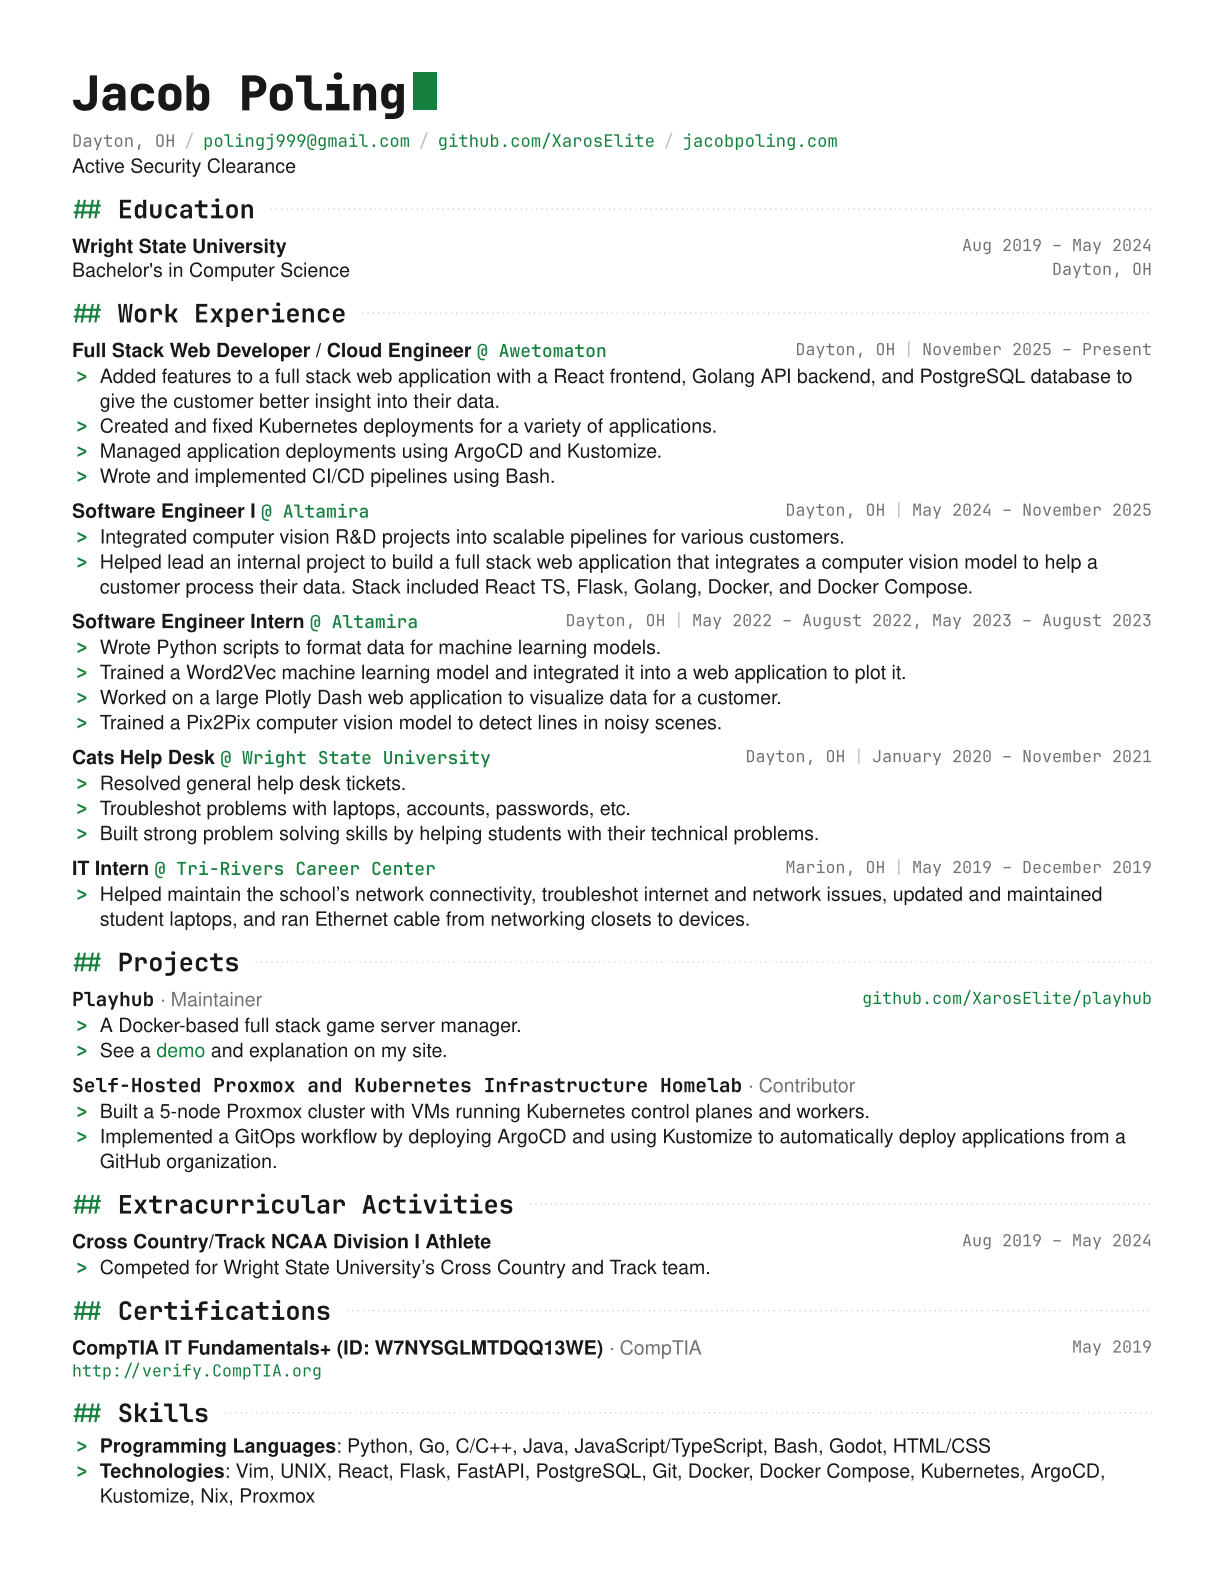 Jacob Poling
Dayton, OH / polingj999@gmail.com / github.com/XarosElite / jacobpoling.com
Active Security Clearance
## Education
Wright State University Aug 2019 – May 2024
Bachelor's in Computer Science Dayton, OH
## Work Experience
Full Stack Web Developer / Cloud Engineer @ Awetomaton Dayton, OH | November 2025 – Present
> Added features to a full stack web application with a React frontend, Golang API backend, and PostgreSQL database to
give the customer better insight into their data.
> Created and fixed Kubernetes deployments for a variety of applications.
> Managed application deployments using ArgoCD and Kustomize.
> Wrote and implemented CI/CD pipelines using Bash.
Software Engineer I @ Altamira Dayton, OH | May 2024 – November 2025
> Integrated computer vision R&D projects into scalable pipelines for various customers.
> Helped lead an internal project to build a full stack web application that integrates a computer vision model to help a
customer process their data. Stack included React TS, Flask, Golang, Docker, and Docker Compose.
Software Engineer Intern @ Altamira Dayton, OH | May 2022 – August 2022, May 2023 – August 2023
> Wrote Python scripts to format data for machine learning models.
> Trained a Word2Vec machine learning model and integrated it into a web application to plot it.
> Worked on a large Plotly Dash web application to visualize data for a customer.
> Trained a Pix2Pix computer vision model to detect lines in noisy scenes.
Cats Help Desk @ Wright State University Dayton, OH | January 2020 – November 2021
> Resolved general help desk tickets.
> Troubleshot problems with laptops, accounts, passwords, etc.
> Built strong problem solving skills by helping students with their technical problems.
IT Intern @ Tri-Rivers Career Center Marion, OH | May 2019 – December 2019
> Helped maintain the school’s network connectivity, troubleshot internet and network issues, updated and maintained
student laptops, and ran Ethernet cable from networking closets to devices.
## Projects
Playhub · Maintainer github.com/XarosElite/playhub
> A Docker-based full stack game server manager.
> See a demo and explanation on my site.
Self-Hosted Proxmox and Kubernetes Infrastructure Homelab · Contributor
> Built a 5-node Proxmox cluster with VMs running Kubernetes control planes and workers.
> Implemented a GitOps workflow by deploying ArgoCD and using Kustomize to automatically deploy applications from a
GitHub organization.
## Extracurricular Activities
Cross Country/Track NCAA Division I Athlete Aug 2019 – May 2024
> Competed for Wright State University’s Cross Country and Track team.
## Certifications
CompTIA IT Fundamentals+ (ID: W7NYSGLMTDQQ13WE) · CompTIA May 2019
http://verify.CompTIA.org
## Skills
> Programming Languages: Python, Go, C/C++, Java, JavaScript/TypeScript, Bash, Godot, HTML/CSS
> Technologies: Vim, UNIX, React, Flask, FastAPI, PostgreSQL, Git, Docker, Docker Compose, Kubernetes, ArgoCD,
Kustomize, Nix, Proxmox